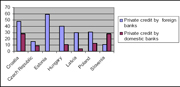 70
60
50
40
30
20
10
0
Croatia
Czech Republic
Estonia
Hungary
Latvia
Poland
Slovenia
Private credit by foreign
banks
Private credit by
domestic banks